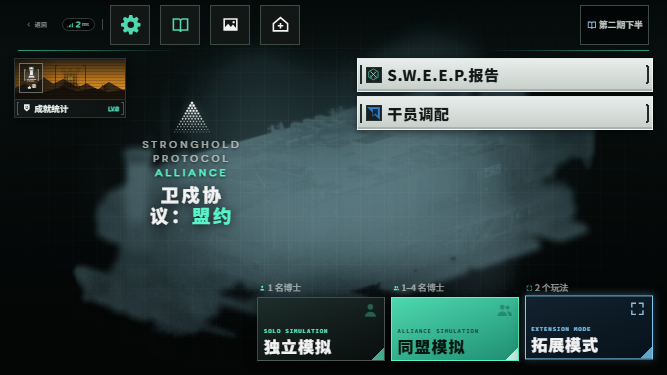 返回
2ms
第二期下半
成就统计
LV8
S.W.E.E.P.报告
干员调配
STRONGHOLD
PROTOCOL
ALLIANCE
卫戍协
议：盟约
1 名博士
SOLO SIMULATION
独立模拟
1–4 名博士
ALLIANCE SIMULATION
同盟模拟
2 个玩法
EXTENSION MODE
拓展模式